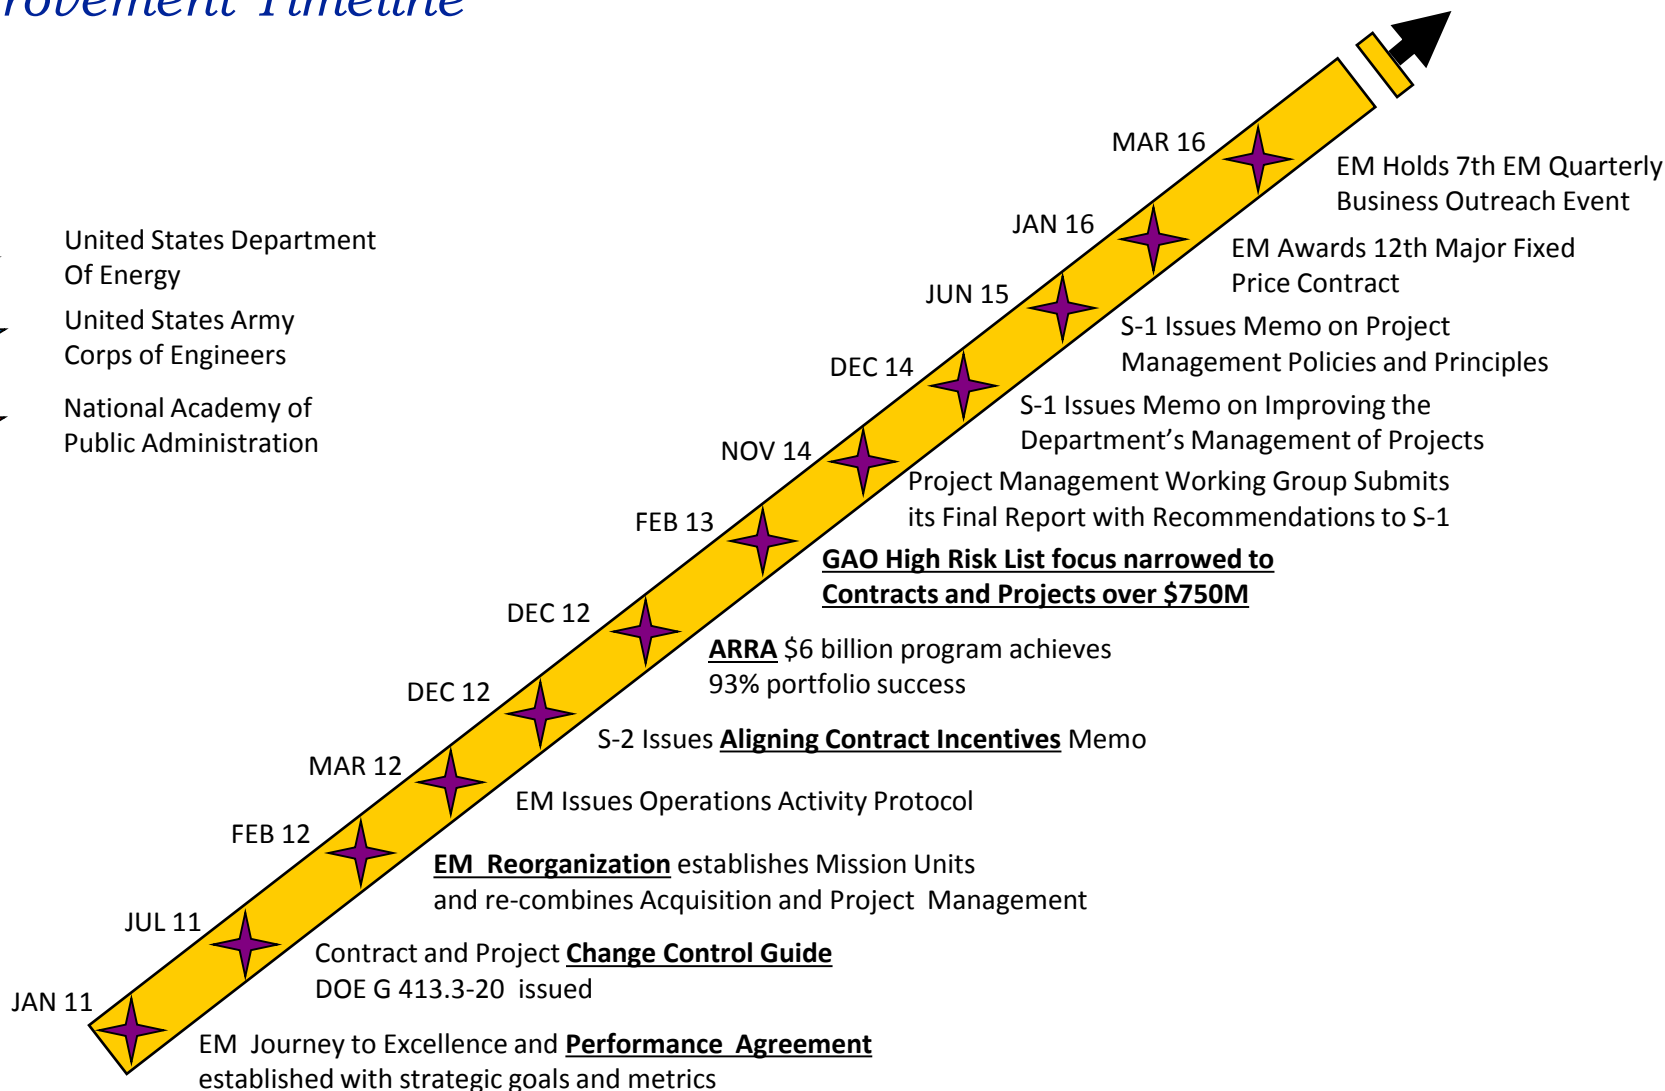 rovement Timeline
United States Department
Of Energy
United States Army
Corps of Engineers
National Academy of
Public Administration
MAR 16
EM Holds 7th EM Quarterly
Business Outreach Event
JAN 16
EM Awards 12th Major Fixed
Price Contract
JUN 15
S-1 Issues Memo on Project
Management Policies and Principles
DEC 14
S-1 Issues Memo on Improving the
Department’s Management of Projects
NOV 14
Project Management Working Group Submits
its Final Report with Recommendations to S-1
FEB 13
GAO High Risk List focus narrowed to
Contracts and Projects over $750M
DEC 12
ARRA $6 billion program achieves
93% portfolio success
DEC 12
S-2 Issues Aligning Contract Incentives Memo
MAR 12
EM Issues Operations Activity Protocol
FEB 12
EM Reorganization establishes Mission Units
and re-combines Acquisition and Project Management
JUL 11
Contract and Project Change Control Guide
DOE G 413.3-20 issued
JAN 11
EM Journey to Excellence and Performance Agreement
established with strategic goals and metrics